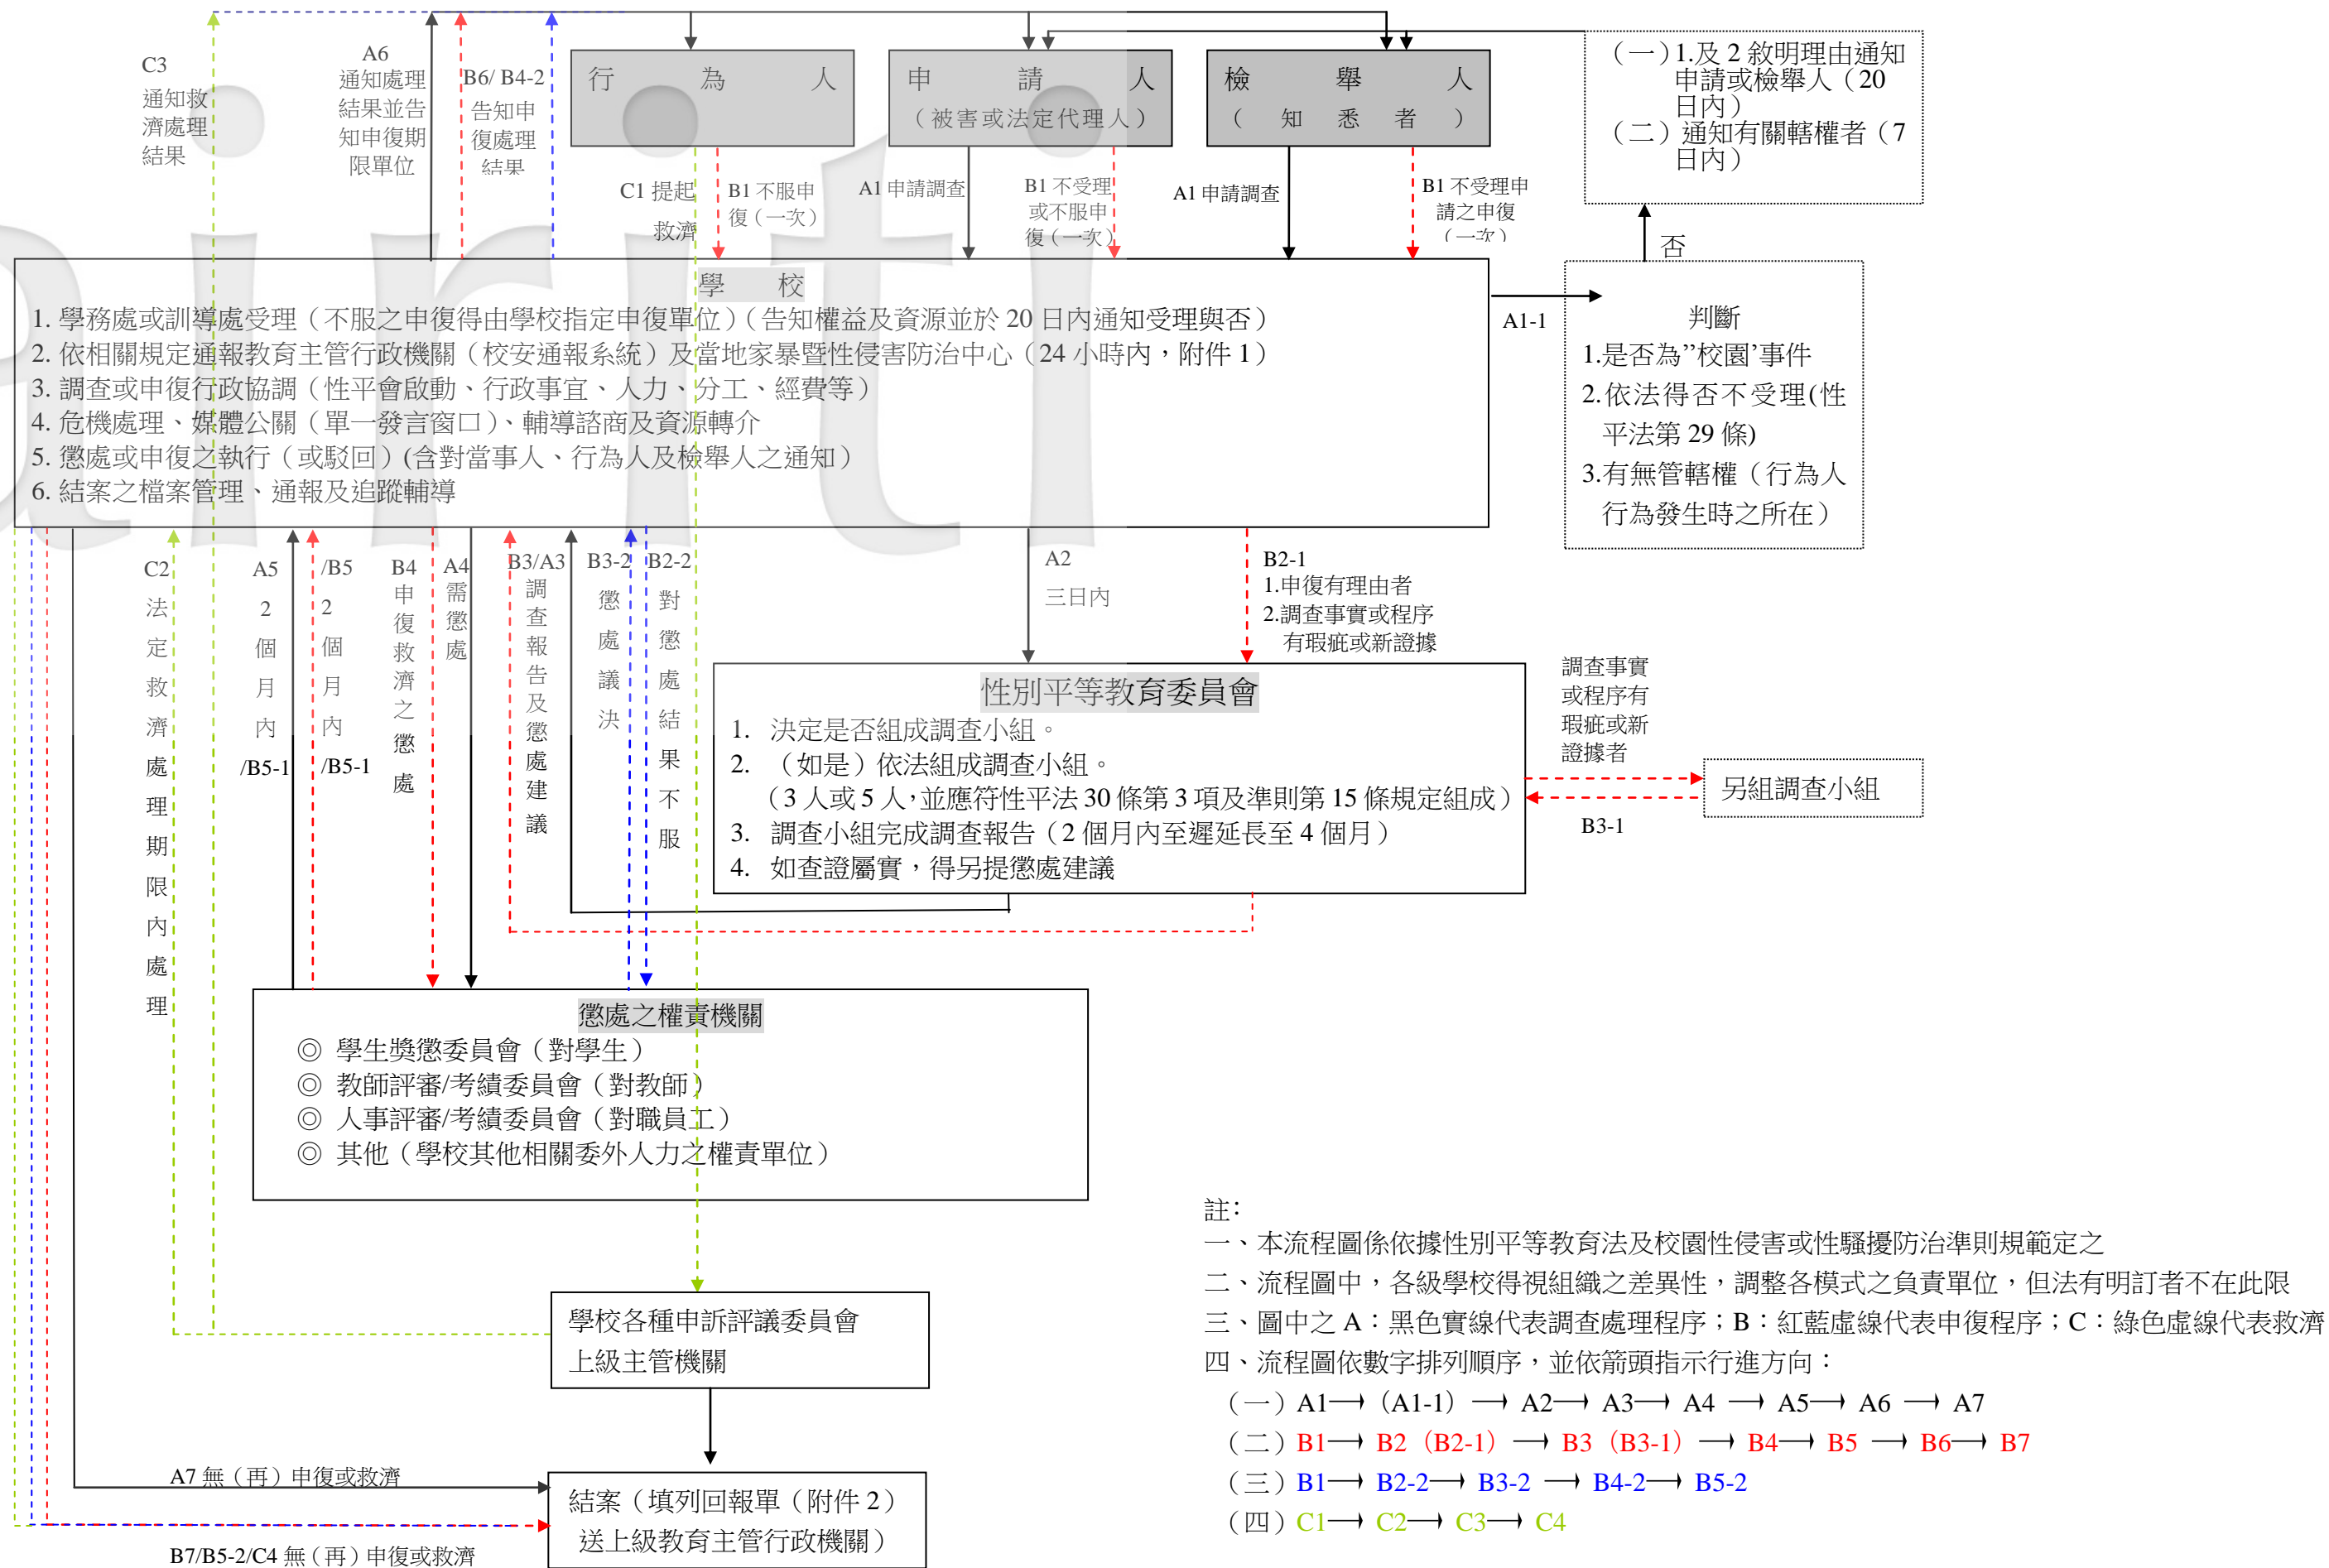 C3
通知救
濟處理
結果
A6
通知處理
結果並告
知申復期
限單位
B6/ B4-2
告知申
復處理
結果
行 為 人
申 請 人
（被害或法定代理人）
檢 舉 人
（ 知 悉 者 ）
（一）1.及 2 敘明理由通知
申請或檢舉人（20
日內）
（二）通知有關轄權者（7
日內）
C1 提起
救濟
B1 不服申
復（一次）
A1 申請調查
B1 不受理
或不服申
復（一次）
A1 申請調查
B1 不受理申
請之申復
（一次）
否
學 校
1. 學務處或訓導處受理（不服之申復得由學校指定申復單位）（告知權益及資源並於 20 日內通知受理與否）
2. 依相關規定通報教育主管行政機關（校安通報系統）及當地家暴暨性侵害防治中心（24 小時內，附件 1）
3. 調查或申復行政協調（性平會啟動、行政事宜、人力、分工、經費等）
4. 危機處理、媒體公關（單一發言窗口）、輔導諮商及資源轉介
5. 懲處或申復之執行（或駁回）(含對當事人、行為人及檢舉人之通知）
6. 結案之檔案管理、通報及追蹤輔導
A1-1
判斷
1.是否為”校園’事件
2.依法得否不受理(性
平法第 29 條)
3.有無管轄權（行為人
行為發生時之所在）
C2
法定救濟處理期限內處理
A5
2
個月內
/B5-1
/B5
2
個月內
/B5-1
B4
申復救濟之懲處
A4
需懲處
B3/A3
調查報告及懲處建議
B3-2
懲處議決
B2-2
對懲處結果不服
A2
三日內
B2-1
1.申復有理由者
2.調查事實或程序
有瑕疵或新證據
性別平等教育委員會
1. 決定是否組成調查小組。
2. （如是）依法組成調查小組。
（3 人或 5 人，並應符性平法 30 條第 3 項及準則第 15 條規定組成）
3. 調查小組完成調查報告（2 個月內至遲延長至 4 個月）
4. 如查證屬實，得另提懲處建議
調查事實
或程序有
瑕疵或新
證據者
另組調查小組
B3-1
懲處之權責機關
◎ 學生獎懲委員會（對學生）
◎ 教師評審/考績委員會（對教師）
◎ 人事評審/考績委員會（對職員工）
◎ 其他（學校其他相關委外人力之權責單位）
學校各種申訴評議委員會
上級主管機關
A7 無（再）申復或救濟
結案（填列回報單（附件 2）
送上級教育主管行政機關）
B7/B5-2/C4 無（再）申復或救濟
註：
一、本流程圖係依據性別平等教育法及校園性侵害或性騷擾防治準則規範定之
二、流程圖中，各級學校得視組織之差異性，調整各模式之負責單位，但法有明訂者不在此限
三、圖中之 A：黑色實線代表調查處理程序；B：紅藍虛線代表申復程序；C：綠色虛線代表救濟
四、流程圖依數字排列順序，並依箭頭指示行進方向：
（一）A1→（A1-1）→ A2→ A3→ A4 → A5→ A6 → A7
（二）B1→ B2（B2-1）→ B3（B3-1）→ B4→ B5 → B6→ B7
（三）B1→ B2-2→ B3-2 → B4-2→ B5-2
（四）C1→ C2→ C3→ C4
airiti